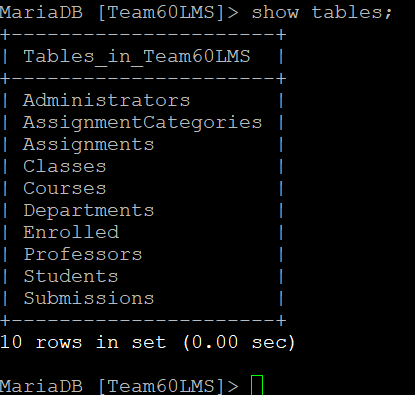 MariaDB [Team60LMS]> show tables;
+----------------------+
| Tables_in_Team60LMS  |
+----------------------+
| Administrators       |
| AssignmentCategories |
| Assignments          |
| Classes              |
| Courses              |
| Departments          |
| Enrolled             |
| Professors           |
| Students             |
| Submissions          |
+----------------------+
10 rows in set (0.00 sec)
MariaDB [Team60LMS]>